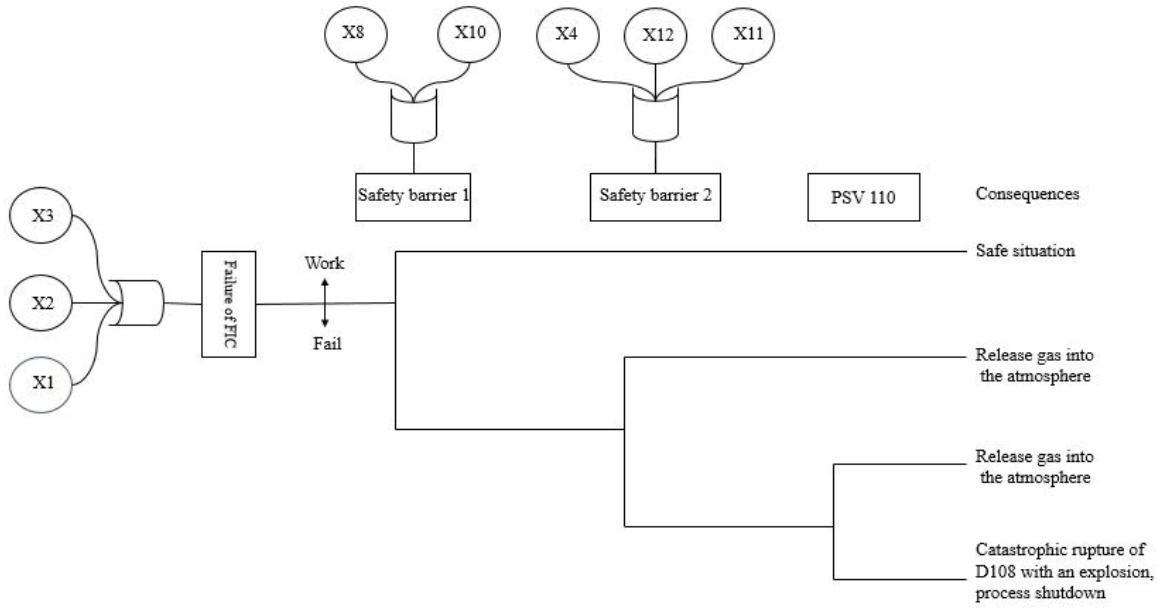 X8
X10
X4
X12
X11
Safety barrier 1
Safety barrier 2
PSV 110
Consequences
X3
X2
X1
Failure of FIC
Work
Fail
Safe situation
Release gas into
the atmosphere
Release gas into
the atmosphere
Catastrophic rupture of
D108 with an explosion,
process shutdown